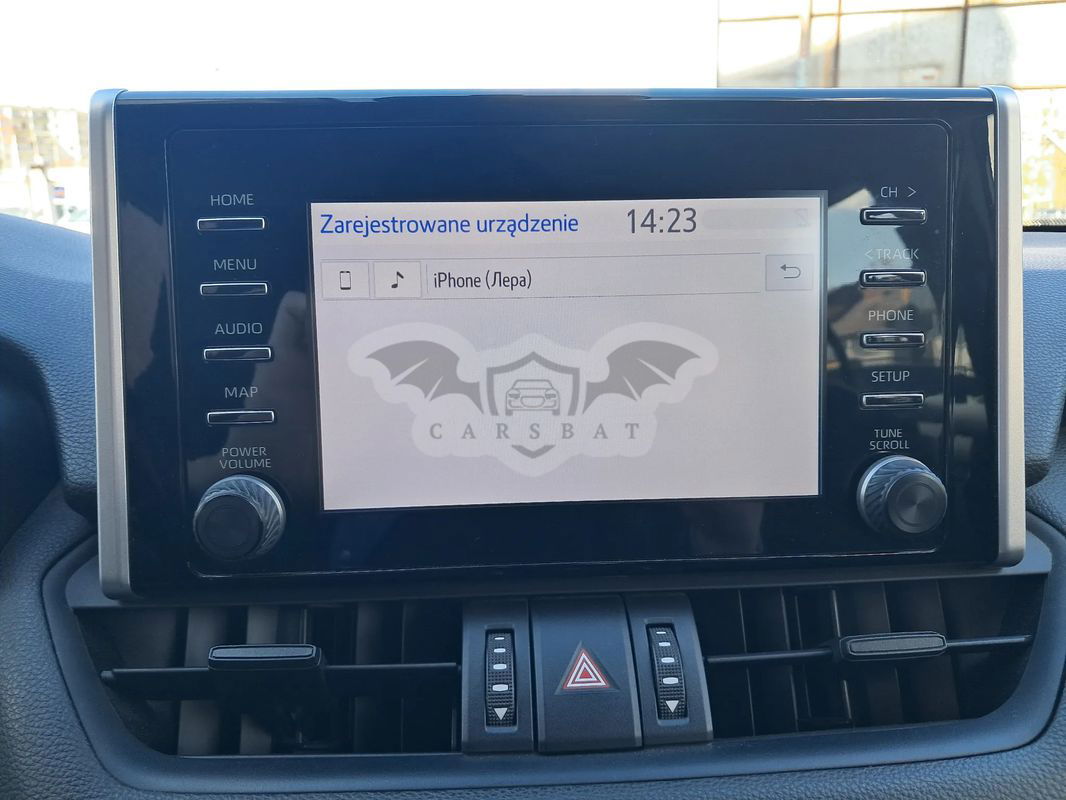 HOME
MENU
AUDIO
MAP
POWER
VOLUME
Zarejestrowane urządzenie 14:23
iPhone (Лера)
CARSBAT
CH >
< TRACK
PHONE
SETUP
TUNE
SCROLL